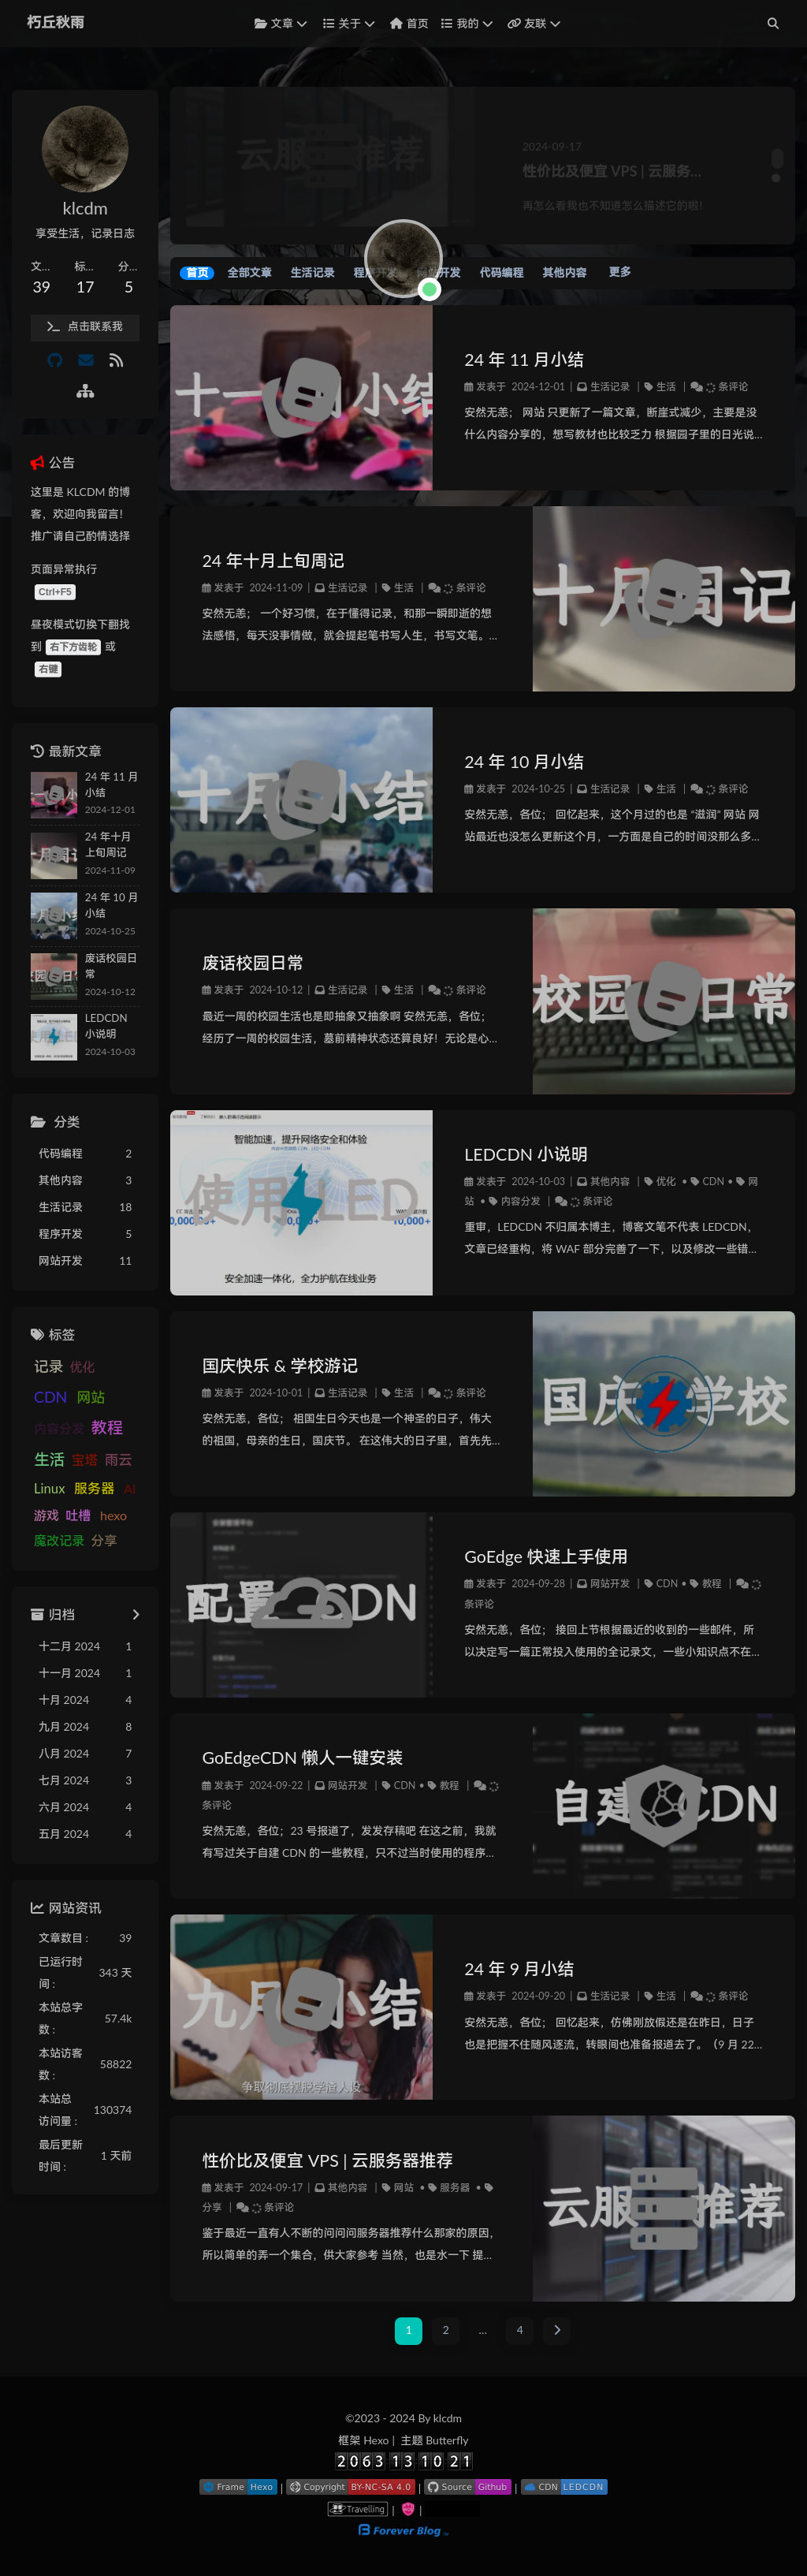 朽丘秋雨
文章 关于 首页 我的 友联
klcdm
享受生活，记录日志
文... 标... 分...
39 17 5
点击联系我
公告
这里是 KLCDM 的博
客，欢迎向我留言！
推广请自己酌情选择
页面异常执行
Ctrl+F5
昼夜模式切换下翻找
到 右下方齿轮 或
右键
最新文章
24 年 11 月
小结
2024-12-01
24 年十月
上旬周记
2024-11-09
24 年 10 月
小结
2024-10-25
废话校园日
常
2024-10-12
LEDCDN
小说明
2024-10-03
分类
代码编程 2
其他内容 3
生活记录 18
程序开发 5
网站开发 11
标签
记录 优化
CDN 网站
内容分发 教程
生活 宝塔 雨云
Linux 服务器 AI
游戏 吐槽 hexo
魔改记录 分享
归档
十二月 2024 1
十一月 2024 1
十月 2024 4
九月 2024 8
八月 2024 7
七月 2024 3
六月 2024 4
五月 2024 4
网站资讯
文章数目 : 39
已运行时
间 : 343 天
本站总字
数 : 57.4k
本站访客
数 : 58822
本站总
访问量 : 130374
最后更新
时间 : 1 天前
云服务推荐
2024-09-17
性价比及便宜 VPS | 云服务...
再怎么看我也不知道怎么描述它的啦！
首页 全部文章 生活记录 程序开发 网站开发 代码编程 其他内容 更多
十一月小结
24 年 11 月小结
发表于 2024-12-01 | 生活记录 | 生活 | 条评论
安然无恙； 网站 只更新了一篇文章，断崖式减少，主要是没
什么内容分享的，想写教材也比较乏力 根据园子里的日光说...
24 年十月上旬周记
发表于 2024-11-09 | 生活记录 | 生活 | 条评论
安然无恙； 一个好习惯，在于懂得记录，和那一瞬即逝的想
法感悟，每天没事情做，就会提起笔书写人生，书写文笔。...
十月周记
十月小结
24 年 10 月小结
发表于 2024-10-25 | 生活记录 | 生活 | 条评论
安然无恙，各位； 回忆起来，这个月过的也是 “滋润” 网站 网
站最近也没怎么更新这个月，一方面是自己的时间没那么多...
废话校园日常
发表于 2024-10-12 | 生活记录 | 生活 | 条评论
最近一周的校园生活也是即抽象又抽象啊 安然无恙，各位；
经历了一周的校园生活，墓前精神状态还算良好！无论是心...
校园日常
智能加速，提升网络安全和体验
使用LED
安全加速一体化，全力护航在线业务
LEDCDN 小说明
发表于 2024-10-03 | 其他内容 | 优化 • CDN • 网
站 • 内容分发 | 条评论
重审，LEDCDN 不归属本博主，博客文笔不代表 LEDCDN，
文章已经重构，将 WAF 部分完善了一下，以及修改一些错...
国庆快乐 & 学校游记
发表于 2024-10-01 | 生活记录 | 生活 | 条评论
安然无恙，各位； 祖国生日今天也是一个神圣的日子，伟大
的祖国，母亲的生日，国庆节。 在这伟大的日子里，首先先...
国庆学校
配置CDN
GoEdge 快速上手使用
发表于 2024-09-28 | 网站开发 | CDN • 教程 |
条评论
安然无恙，各位； 接回上节根据最近的收到的一些邮件，所
以决定写一篇正常投入使用的全记录文，一些小知识点不在...
GoEdgeCDN 懒人一键安装
发表于 2024-09-22 | 网站开发 | CDN • 教程 |
条评论
安然无恙，各位；23 号报道了，发发存稿吧 在这之前，我就
有写过关于自建 CDN 的一些教程，只不过当时使用的程序...
自建CDN
九月小结
争取彻底摆脱学渣人设
24 年 9 月小结
发表于 2024-09-20 | 生活记录 | 生活 | 条评论
安然无恙，各位； 回忆起来，仿佛刚放假还是在昨日，日子
也是把握不住随风逐流，转眼间也准备报道去了。（9 月 22...
性价比及便宜 VPS | 云服务器推荐
发表于 2024-09-17 | 其他内容 | 网站 • 服务器 •
分享 | 条评论
鉴于最近一直有人不断的问问问服务器推荐什么那家的原因，
所以简单的弄一个集合，供大家参考 当然，也是水一下 提...
云服推荐
1 2 ... 4
©2023 - 2024 By klcdm
框架 Hexo | 主题 Butterfly
2063 13 10 21
Frame Hexo | Copyright BY-NC-SA 4.0 | Source Github | CDN LEDCDN
Travelling | |
Forever Blog